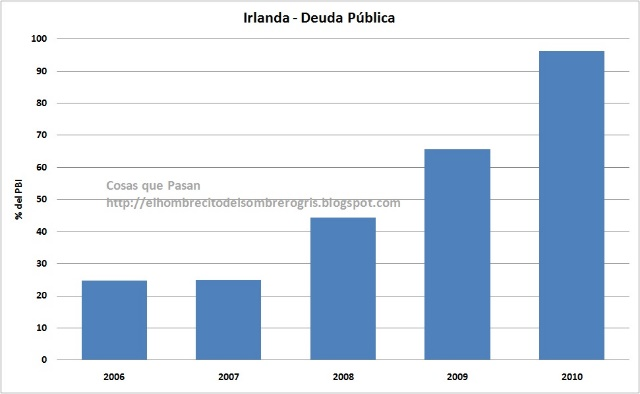 Irlanda - Deuda Pública
100
90
80
70
60
50
40
30
20
10
0
% del PBI
Cosas que Pasan
http://elhombrecitodelsombrerogris.blogspot.com
2006 2007 2008 2009 2010